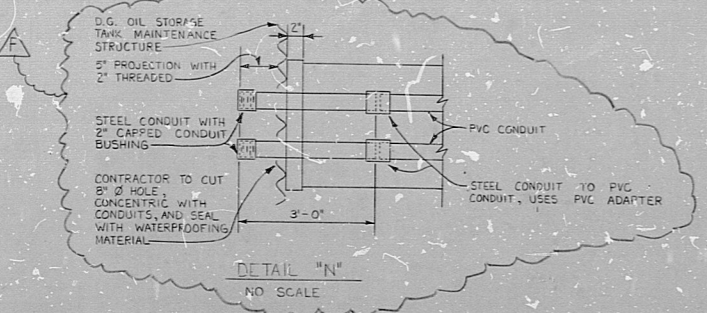 F
D.G. OIL STORAGE
TANK MAINTENANCE
STRUCTURE
2"
5" PROJECTION WITH
2" THREADED
STEEL CONDUIT WITH
2" CAPPED CONDUIT
BUSHING
PVC CONDUIT
CONTRACTOR TO CUT
8" Ø HOLE,
CONCENTRIC WITH
CONDUITS, AND SEAL
WITH WATERPROOFING
MATERIAL
STEEL CONDUIT TO PVC
CONDUIT, USES PVC ADAPTER
3'-0"
DETAIL "N"
NO SCALE